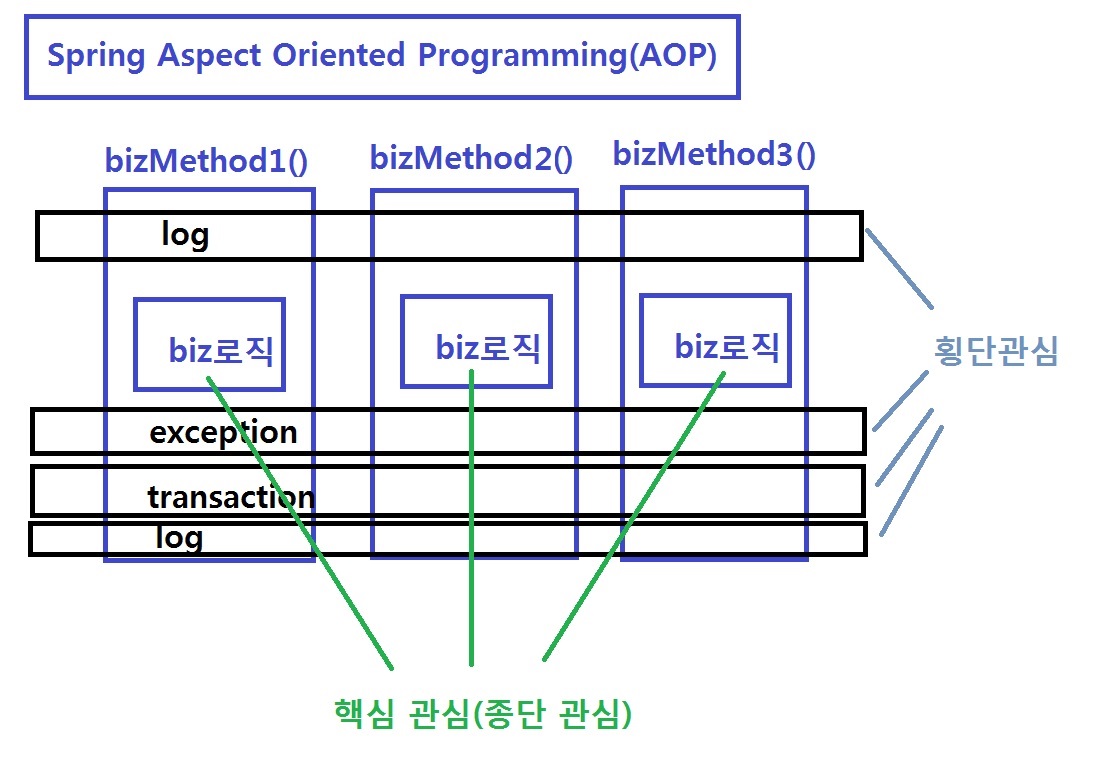 Spring Aspect Oriented Programming(AOP)
bizMethod1()
bizMethod2()
bizMethod3()
log
biz로직
biz로직
biz로직
횡단관심
exception
transaction
log
핵심 관심(종단 관심)